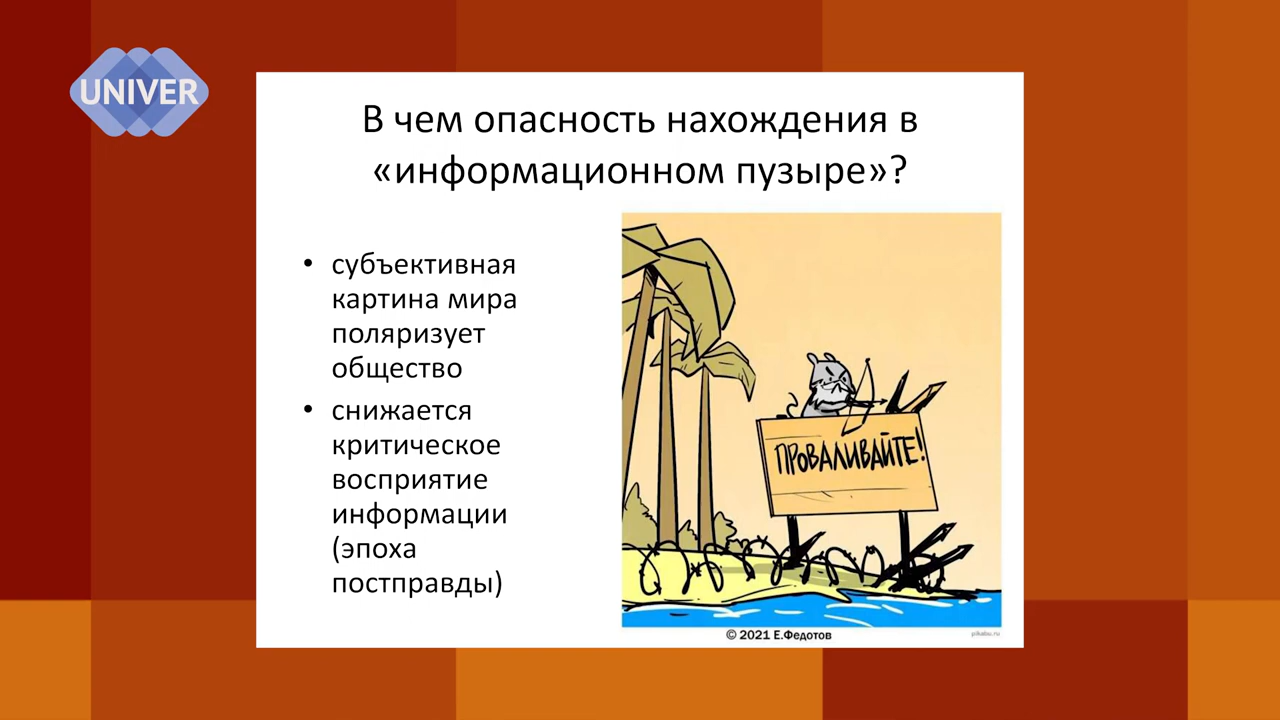 UNIVER
В чем опасность нахождения в
«информационном пузыре»?
• субъективная
картина мира
поляризует
общество
• снижается
критическое
восприятие
информации
(эпоха
постправды)
ПРОВАЛИВАЙТЕ!
© 2021 Е.Федотов
pikabu.ru